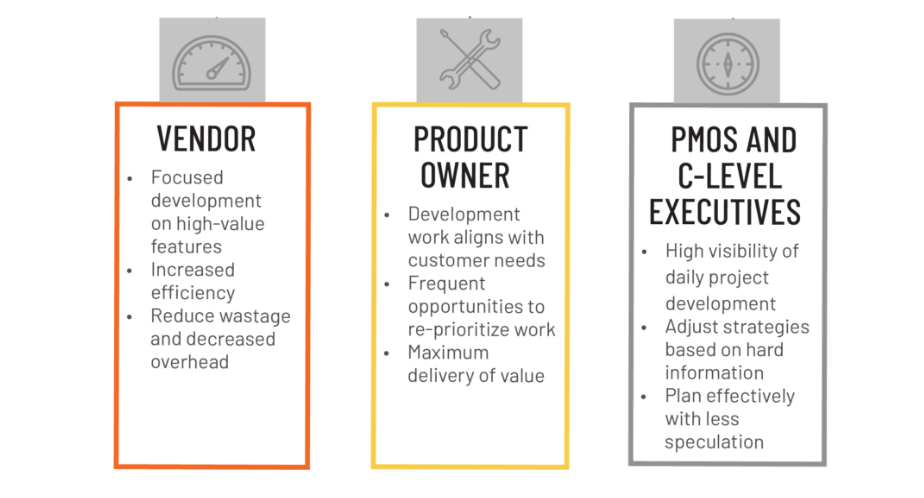 VENDOR
• Focused
development
on high-value
features
• Increased
efficiency
• Reduce wastage
and decreased
overhead
PRODUCT
OWNER
• Development
work aligns with
customer needs
• Frequent
opportunities to
re-prioritize work
• Maximum
delivery of value
PMOS AND
C-LEVEL
EXECUTIVES
• High visibility of
daily project
development
• Adjust strategies
based on hard
information
• Plan effectively
with less
speculation